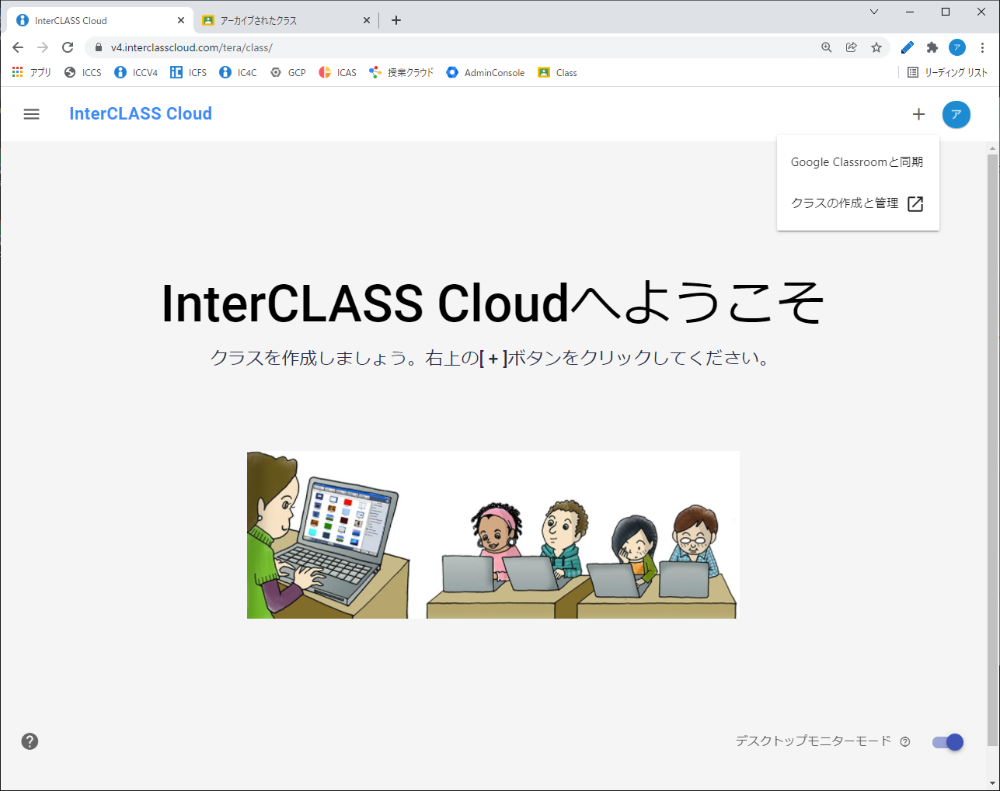 InterCLASS Cloud
アーカイブされたクラス
v4.interclasscloud.com/tera/class/
ア
アプリ ICCS ICCV4 ICFS IC4C GCP ICAS 授業クラウド AdminConsole Class リーディング リスト
InterCLASS Cloud
ア
Google Classroomと同期
クラスの作成と管理
InterCLASS Cloudへようこそ
クラスを作成しましょう。右上の[ + ]ボタンをクリックしてください。
デスクトップモニターモード